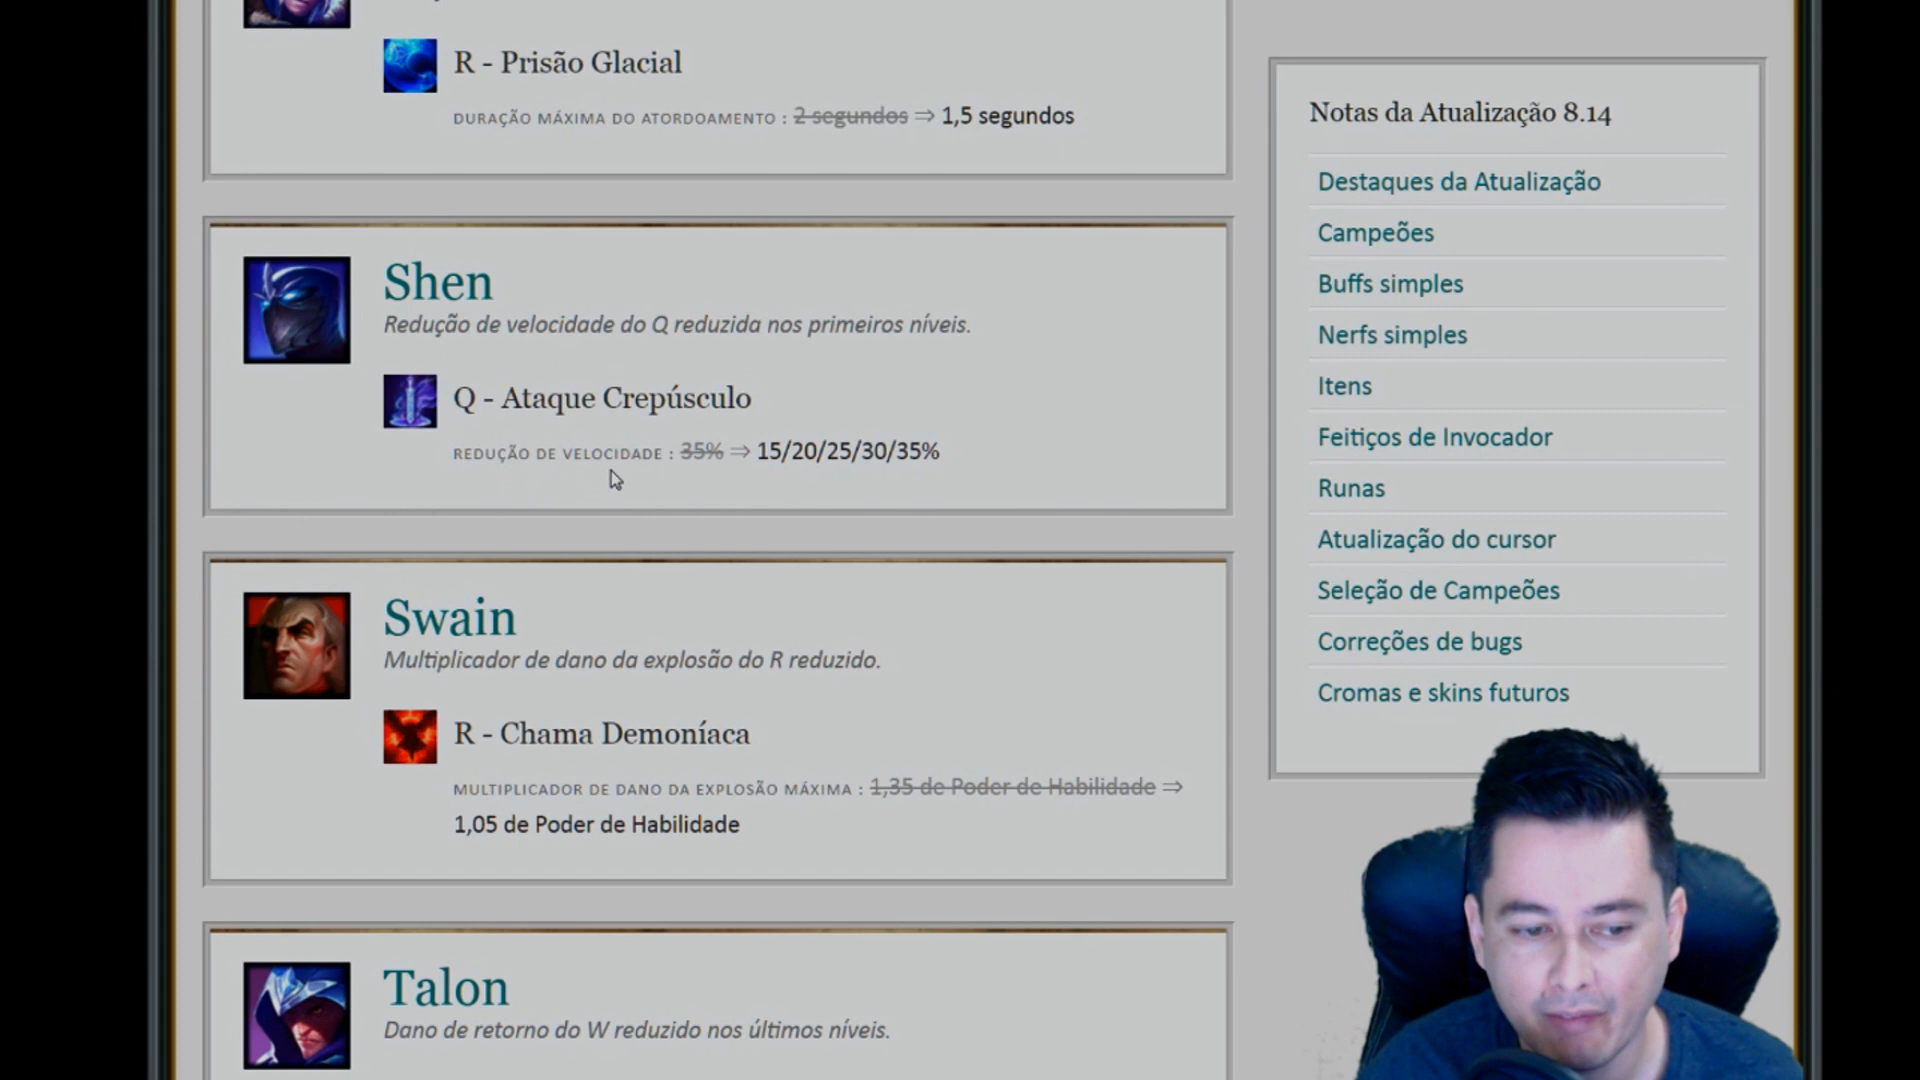 R - Prisão Glacial
DURAÇÃO MÁXIMA DO ATORDOAMENTO : 2 segundos ⇒ 1,5 segundos
Shen
Redução de velocidade do Q reduzida nos primeiros níveis.
Q - Ataque Crepúsculo
REDUÇÃO DE VELOCIDADE : 35% ⇒ 15/20/25/30/35%
Swain
Multiplicador de dano da explosão do R reduzido.
R - Chama Demoníaca
MULTIPLICADOR DE DANO DA EXPLOSÃO MÁXIMA : 1,35 de Poder de Habilidade ⇒
1,05 de Poder de Habilidade
Talon
Dano de retorno do W reduzido nos últimos níveis.
Notas da Atualização 8.14
Destaques da Atualização
Campeões
Buffs simples
Nerfs simples
Itens
Feitiços de Invocador
Runas
Atualização do cursor
Seleção de Campeões
Correções de bugs
Cromas e skins futuros